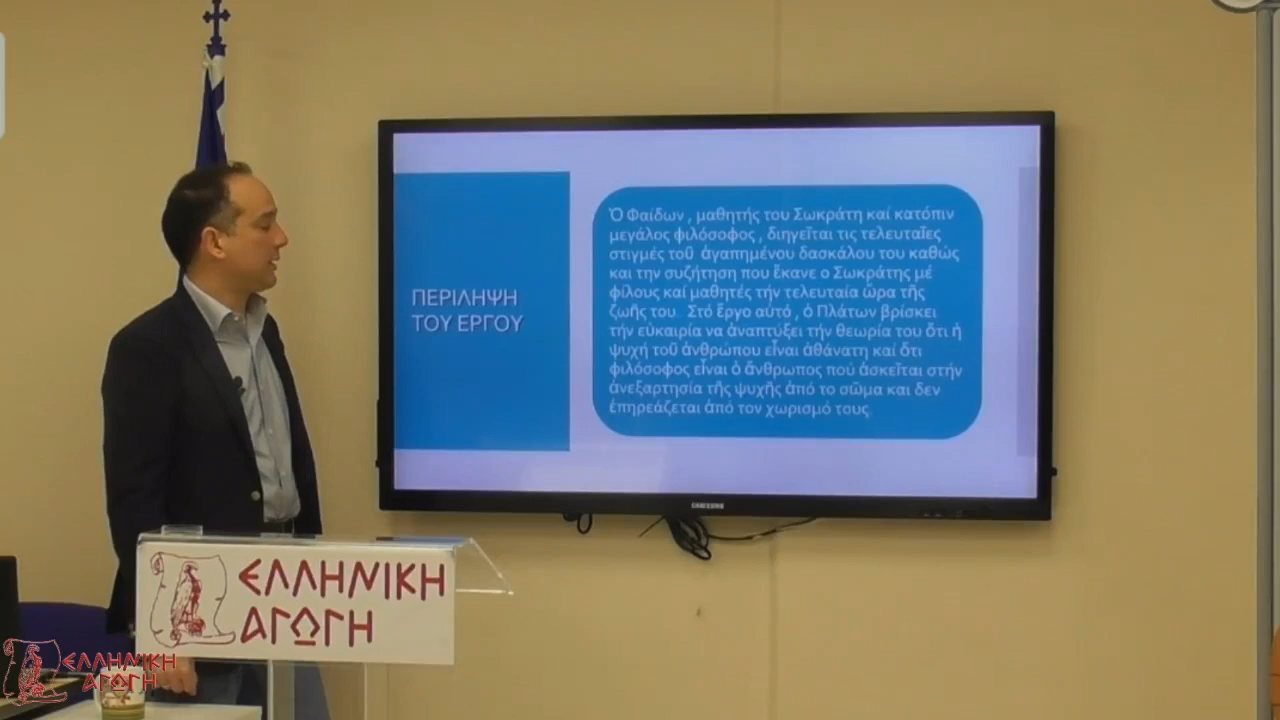 ΠΕΡΙΛΗΨΗ
ΤΟΥ ΕΡΓΟΥ
Ὁ Φαίδων , μαθητής του Σωκράτη καί κατόπιν
μεγάλος φιλόσοφος , διηγεῖται τις τελευταῖες
στιγμές τοῦ ἀγαπημένου δασκάλου του καθώς
και την συζήτηση που ἔκανε ο Σωκράτης μέ
φίλους καί μαθητές τήν τελευταία ὥρα τῆς
ζωῆς του. Στό ἔργο αὐτό , ὁ Πλάτων βρίσκει
τήν εὐκαιρία να ἀναπτύξει τήν θεωρία του ὅτι ἡ
ψυχή τοῦ ἀνθρώπου εἶναι ἀθάνατη καί ὅτι
φιλόσοφος εἶναι ὁ ἄνθρωπος πού ἀσκεῖται στήν
ἀνεξαρτησία τῆς ψυχῆς ἀπό το σῶμα και δεν
ἐπηρεάζεται ἀπό τον χωρισμό τους.
SAMSUNG
ΕΛΛΗΝΙΚΗ
ΑΓΩΓΗ
ΕΛΛΗΝΙΚΗ
ΑΓΩΓΗ